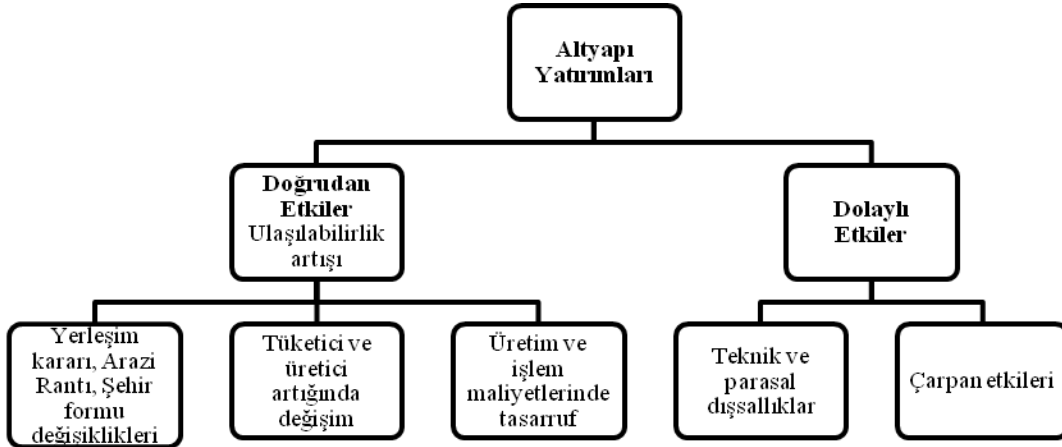 Altyapı
Yatırımları
Doğrudan
Etkiler
Ulaşılabilirlik
artışı
Dolaylı
Etkiler
Yerleşim
kararı, Arazi
Rantı, Şehir
formu
değişiklikleri
Tüketici ve
üretici
artığında
değişim
Üretim ve
işlem
maliyetlerinde
tasarruf
Teknik ve
parasal
dışsallıklar
Çarpan etkileri